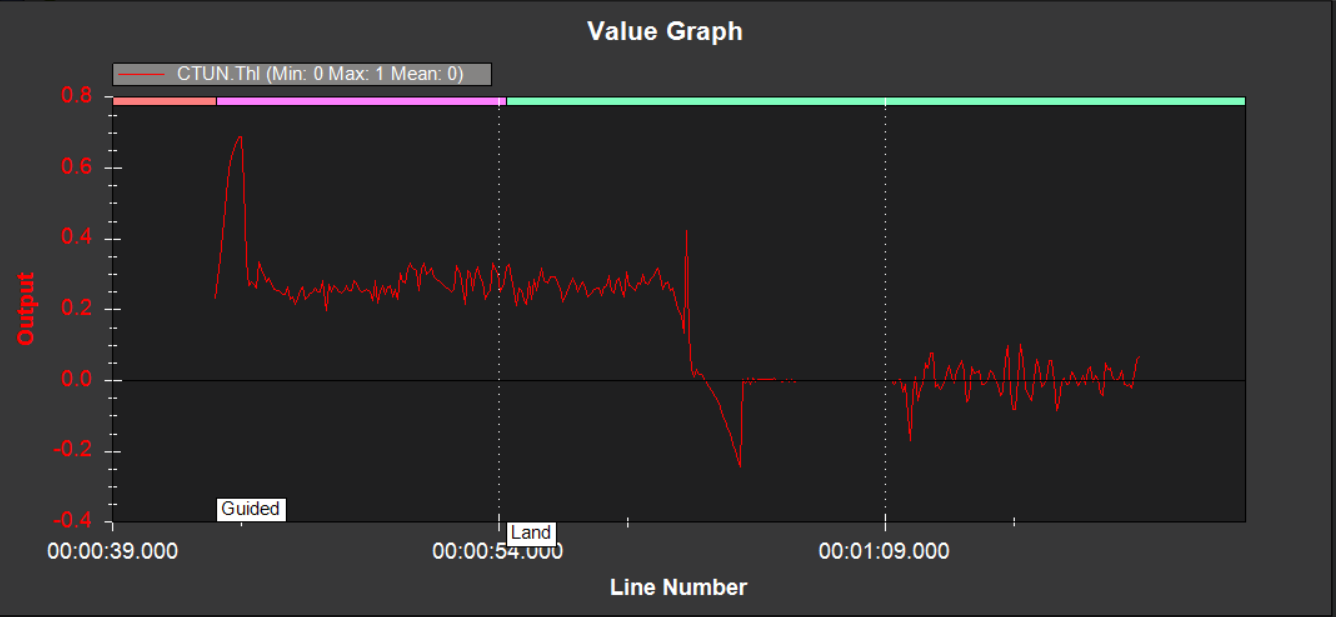 Value Graph
CTUN.ThI (Min: 0 Max: 1 Mean: 0)
0.8
0.6
0.4
0.2
0.0
-0.2
-0.4
Output
Guided
Land
00:00:39.000
00:00:54.000
00:01:09.000
Line Number